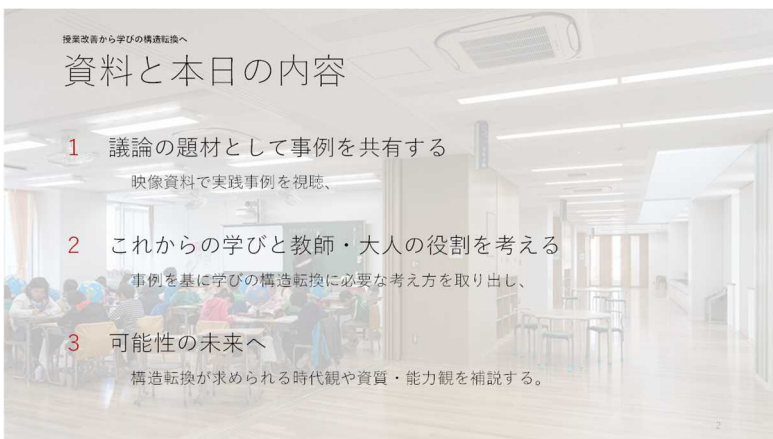 授業改善から学びの構造転換へ
資料と本日の内容
1 議論の題材として事例を共有する
映像資料で実践事例を視聴、
2 これからの学びと教師・大人の役割を考える
事例を基に学びの構造転換に必要な考え方を取り出し、
3 可能性の未来へ
構造転換が求められる時代観や資質・能力観を補説する。
2